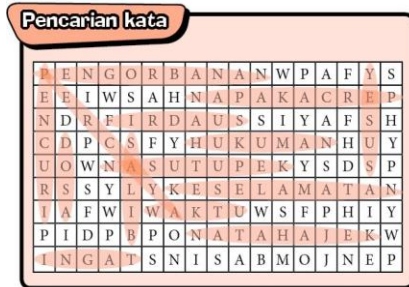 Pencarian kata
P E N G O R B A N A N W P A F Y S
E E I W S A H N A P A K A C R E P
N D R F I R D A U S S I Y A F S H
C D P C S F Y H U K U M A N H U Y
U O W N A S U T U P E K Y S D S P
R S S Y L Y K E S E L A M A T A N
I A F W I W A K T U W S F P H I Y
P I D P B P O N A T A H A J E K W
I N G A T S N I S A B M O J N E P